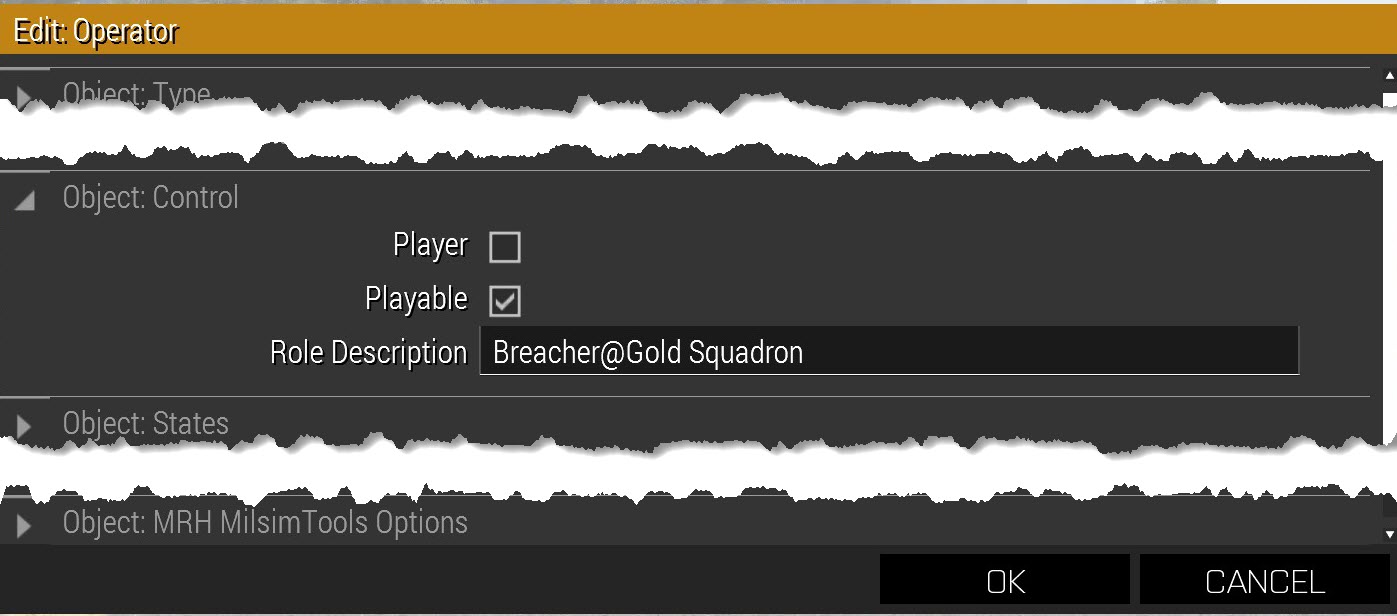 Edit: Operator
Object: Type
Object: Control
Player
Playable
Role Description Breacher@Gold Squadron
Object: States
Object: MRH MilsimTools Options
OK CANCEL